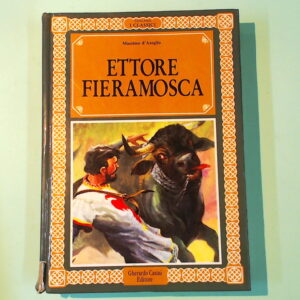 I CLASSICI
Massimo d'Azeglio
ETTORE
FIERAMOSCA
Gherardo Casini
Editore